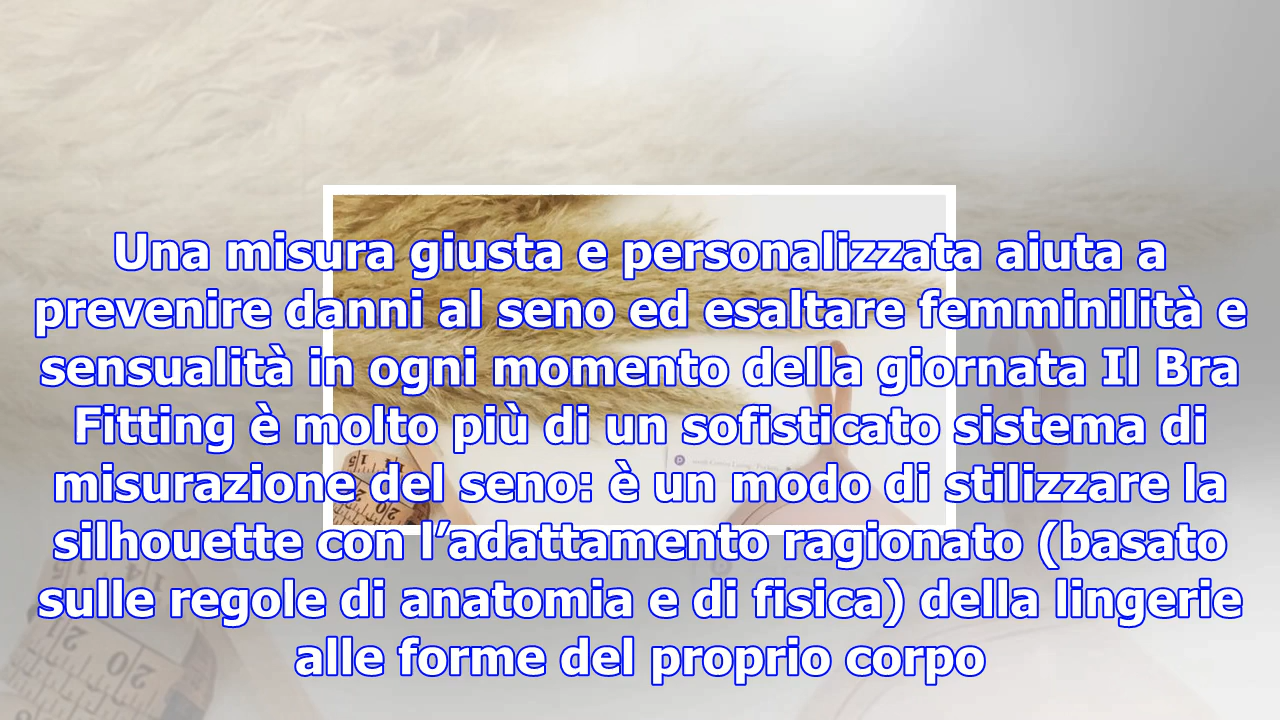 Una misura giusta e personalizzata aiuta a
prevenire danni al seno ed esaltare femminilità e
sensualità in ogni momento della giornata Il Bra
Fitting è molto più di un sofisticato sistema di
misurazione del seno: è un modo di stilizzare la
silhouette con l’adattamento ragionato (basato
sulle regole di anatomia e di fisica) della lingerie
alle forme del proprio corpo